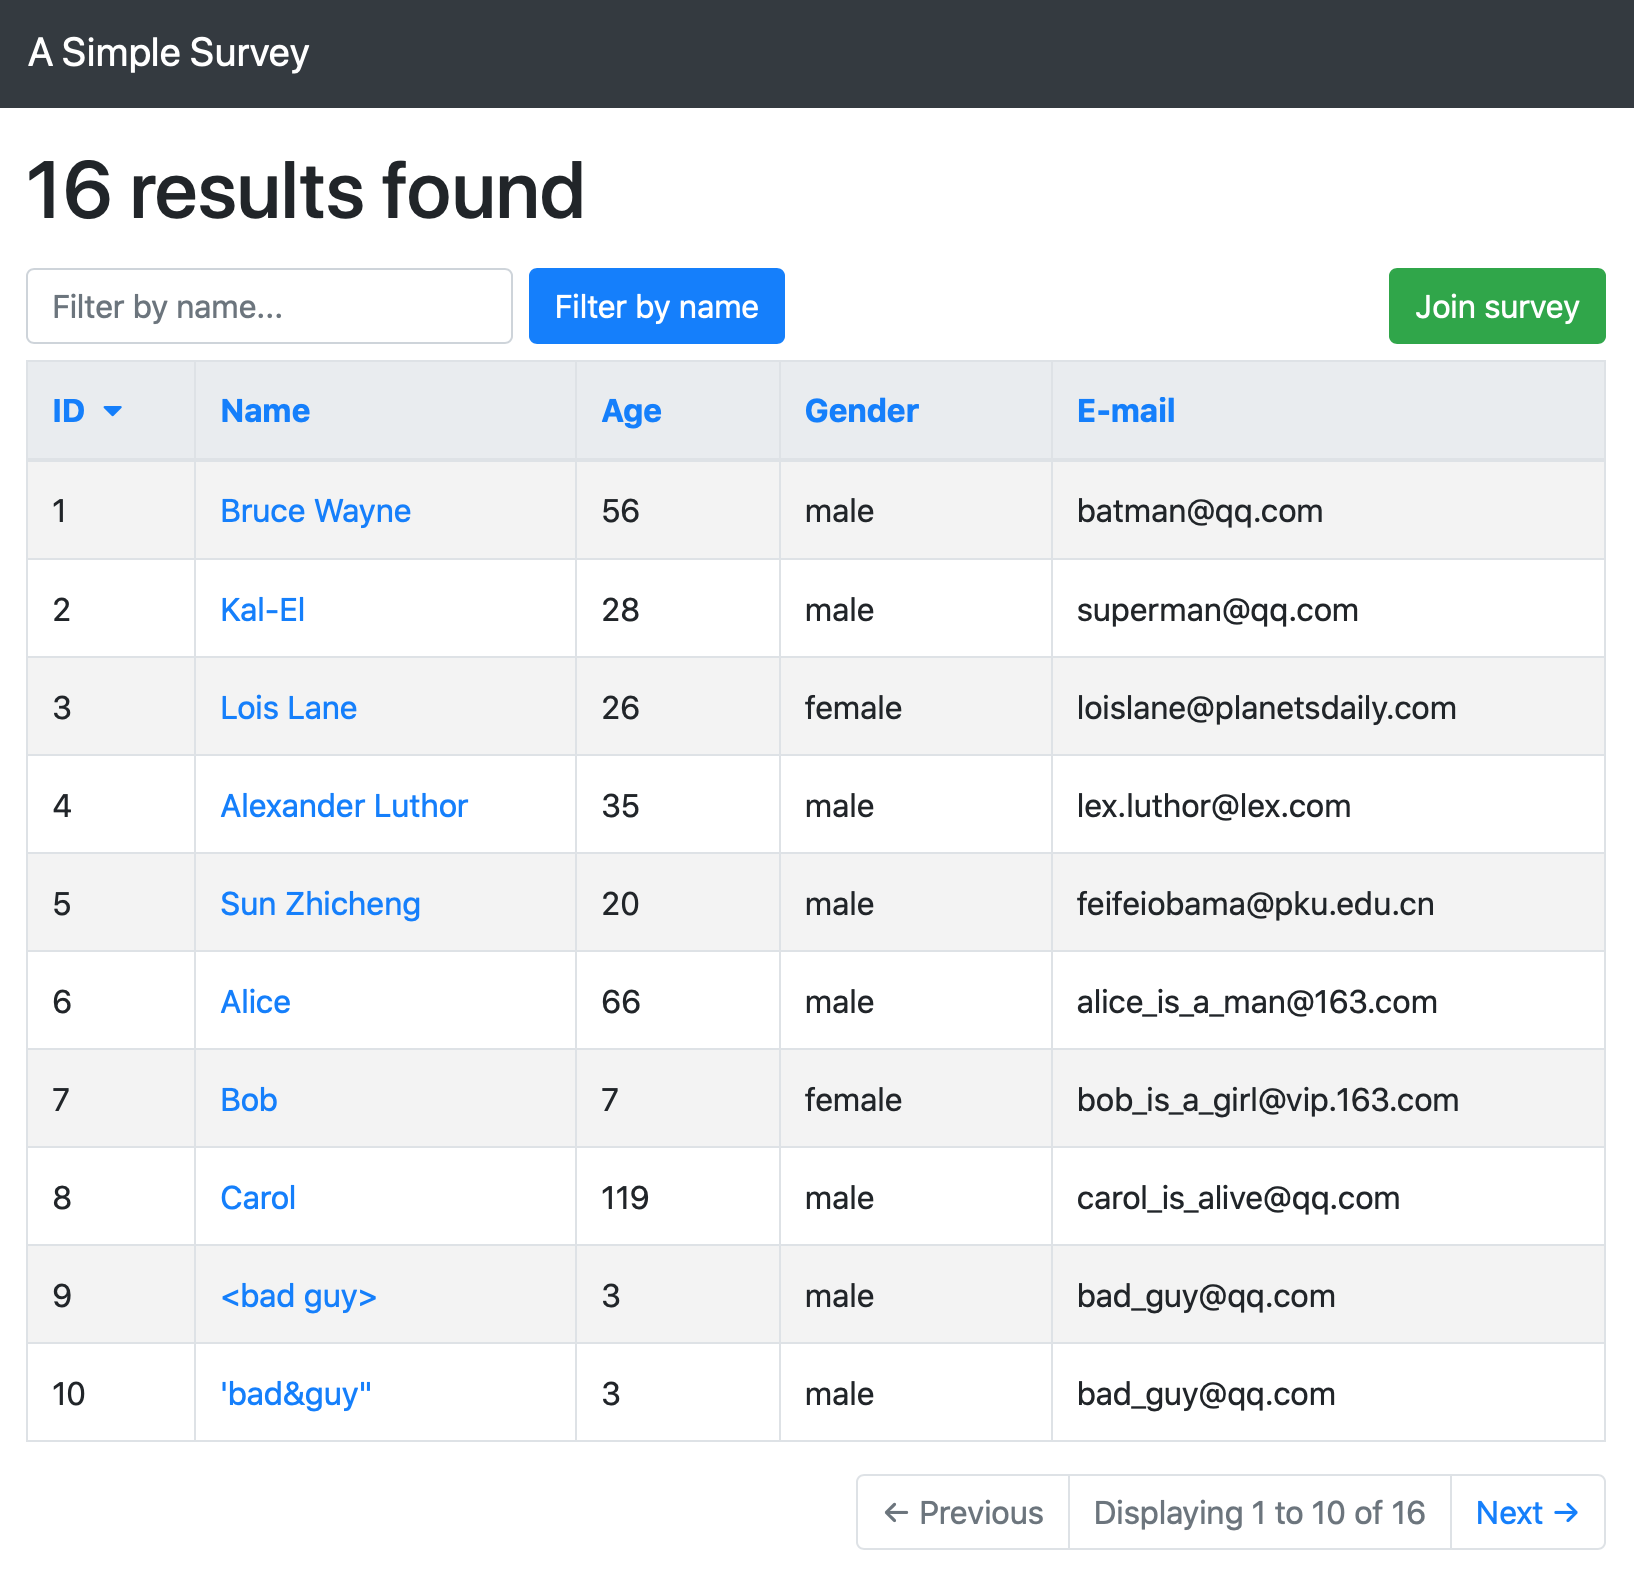 A Simple Survey
16 results found
Filter by name... Filter by name Join survey
ID Name Age Gender E-mail
1 Bruce Wayne 56 male batman@qq.com
2 Kal-El 28 male superman@qq.com
3 Lois Lane 26 female loislane@planetsdaily.com
4 Alexander Luthor 35 male lex.luthor@lex.com
5 Sun Zhicheng 20 male feifeiobama@pku.edu.cn
6 Alice 66 male alice_is_a_man@163.com
7 Bob 7 female bob_is_a_girl@vip.163.com
8 Carol 119 male carol_is_alive@qq.com
9 <bad guy> 3 male bad_guy@qq.com
10 'bad&guy" 3 male bad_guy@qq.com
← Previous Displaying 1 to 10 of 16 Next →